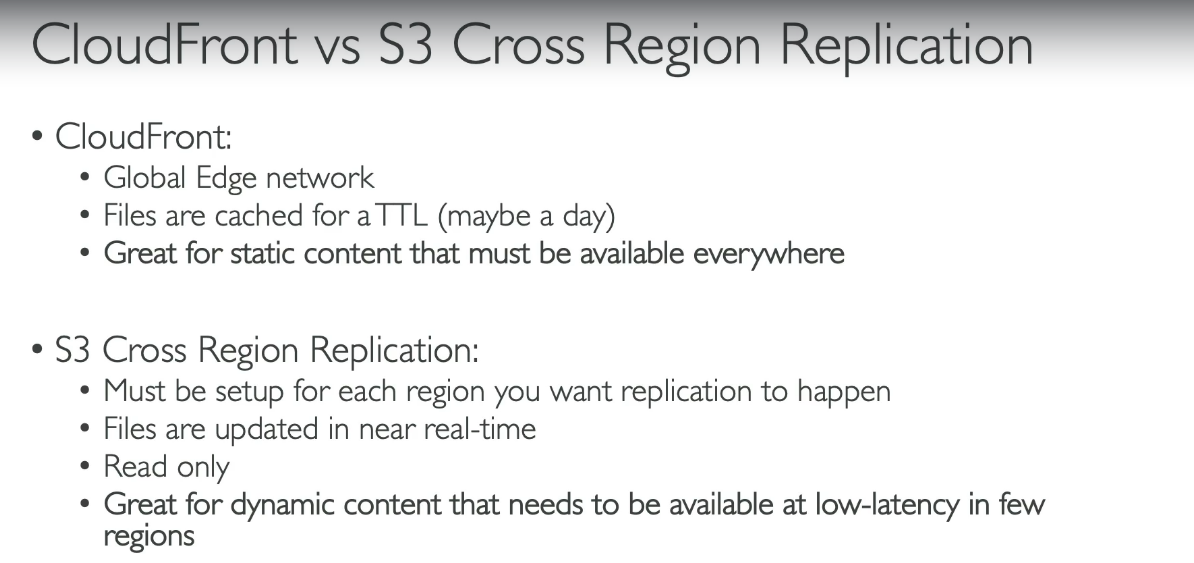 CloudFront vs S3 Cross Region Replication
• CloudFront:
• Global Edge network
• Files are cached for a TTL (maybe a day)
• Great for static content that must be available everywhere
• S3 Cross Region Replication:
• Must be setup for each region you want replication to happen
• Files are updated in near real-time
• Read only
• Great for dynamic content that needs to be available at low-latency in few
regions